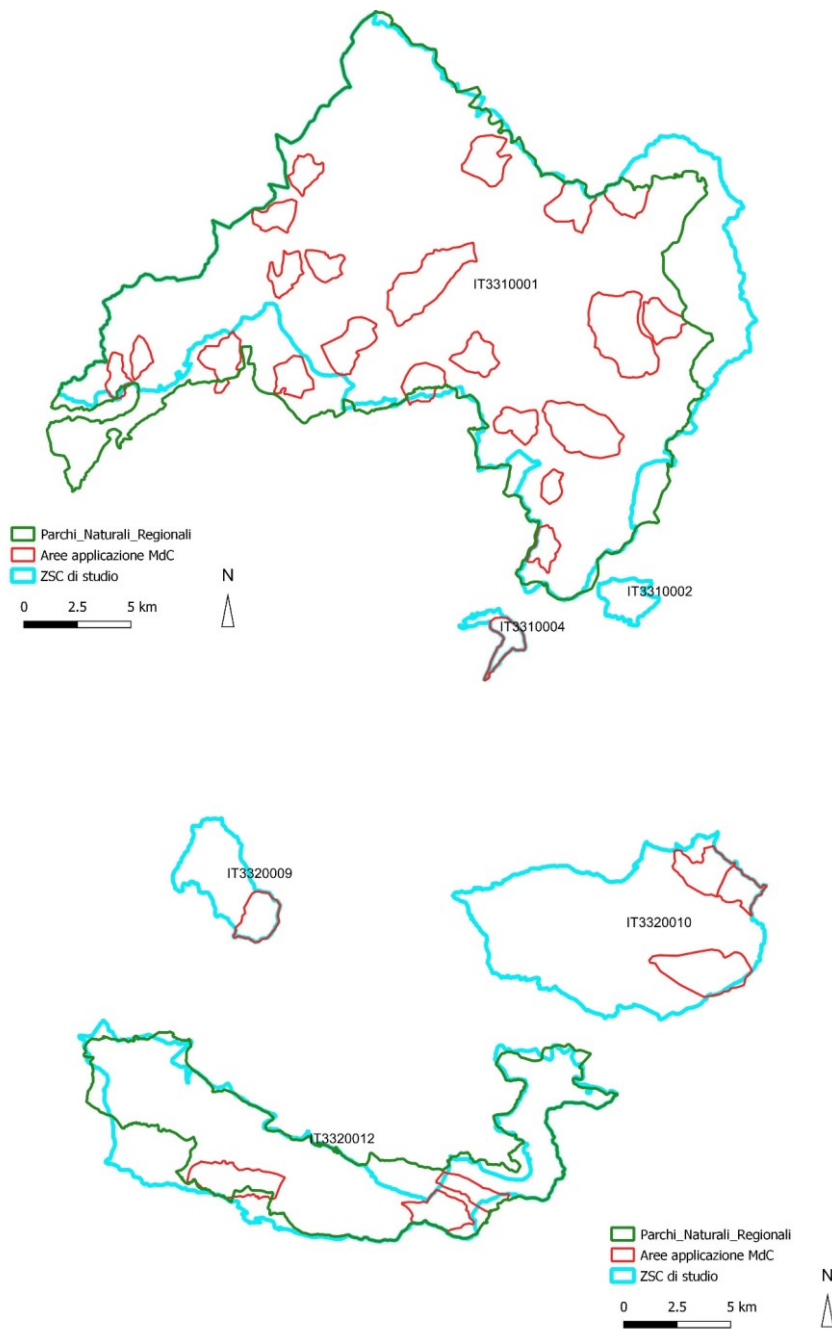 IT3310001
Parchi_Naturali_Regionali
Aree applicazione MdC
ZSC di studio
N
0 2.5 5 km
IT3310002
IT3310004
IT3320009
IT3320010
IT3320012
Parchi_Naturali_Regionali
Aree applicazione MdC
ZSC di studio
N
0 2.5 5 km